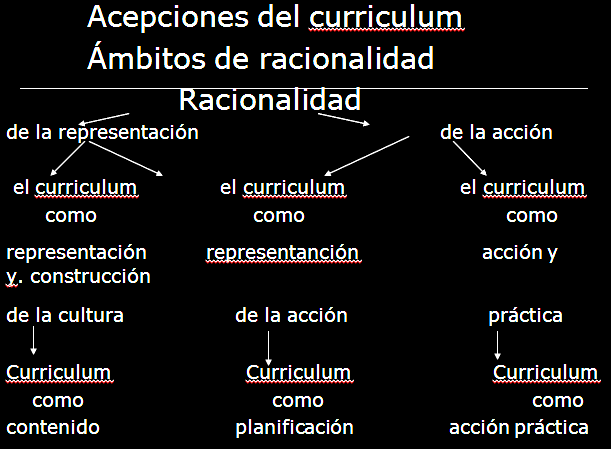 Acepciones del curriculum
Ámbitos de racionalidad
Racionalidad
de la representación
de la acción
el curriculum
como
representación
y. construcción
de la cultura
Curriculum
como
contenido
el curriculum
como
representanción
de la acción
Curriculum
como
planificación
el curriculum
como
acción y
práctica
Curriculum
como
acción práctica